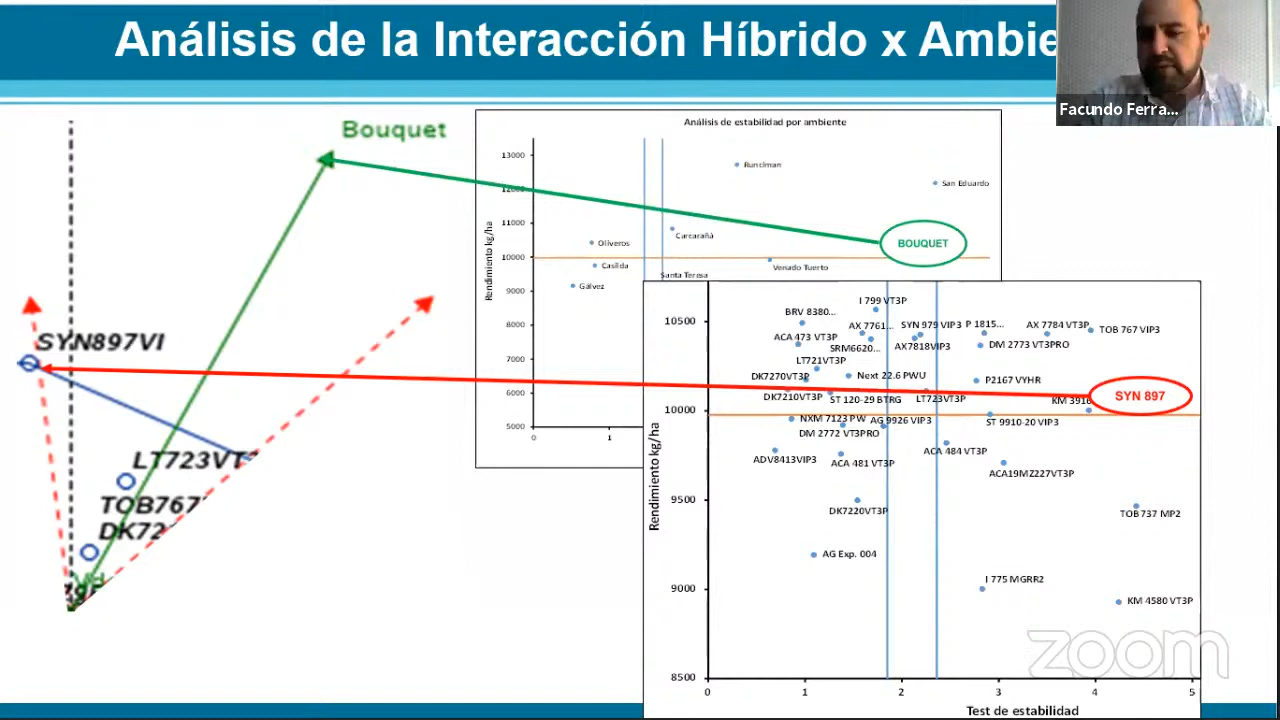 Análisis de la Interacción Híbrido x Ambie
Facundo Ferra...
Bouquet
SYN897VI
LT723VT
TOB767
DK72
Análisis de estabilidad por ambiente
Rendimiento kg/ha
13000
12000
11000
10000
9000
8000
7000
6000
5000
0
1
Runciman
San Eduardo
Carcarañá
Oliveros
Casilda
Venado Tuerto
Santa Teresa
Gálvez
BOUQUET
Rendimiento kg/ha
10500
10000
9500
9000
8500
0
1
2
3
4
5
Test de estabilidad
I 799 VT3P
BRV 8380...
AX 7761...
SYN 979 VIP3
P 1815...
AX 7784 VT3P
TOB 767 VIP3
ACA 473 VT3P
SRM6620...
AX7818VIP3
DM 2773 VT3PRO
LT721VT3P
DK7270VT3P
Next 22.6 PWU
P2167 VYHR
DK7210VT3P
ST 120-29 BTRG
LT723VT3P
KM 3916
SYN 897
NXM 7123 PW
AG 9926 VIP3
ST 9910-20 VIP3
DM 2772 VT3PRO
ADV8413VIP3
ACA 481 VT3P
ACA 484 VT3P
ACA19MZ227VT3P
DK7220VT3P
TOB 737 MP2
AG Exp. 004
I 775 MGRR2
KM 4580 VT3P
zoom